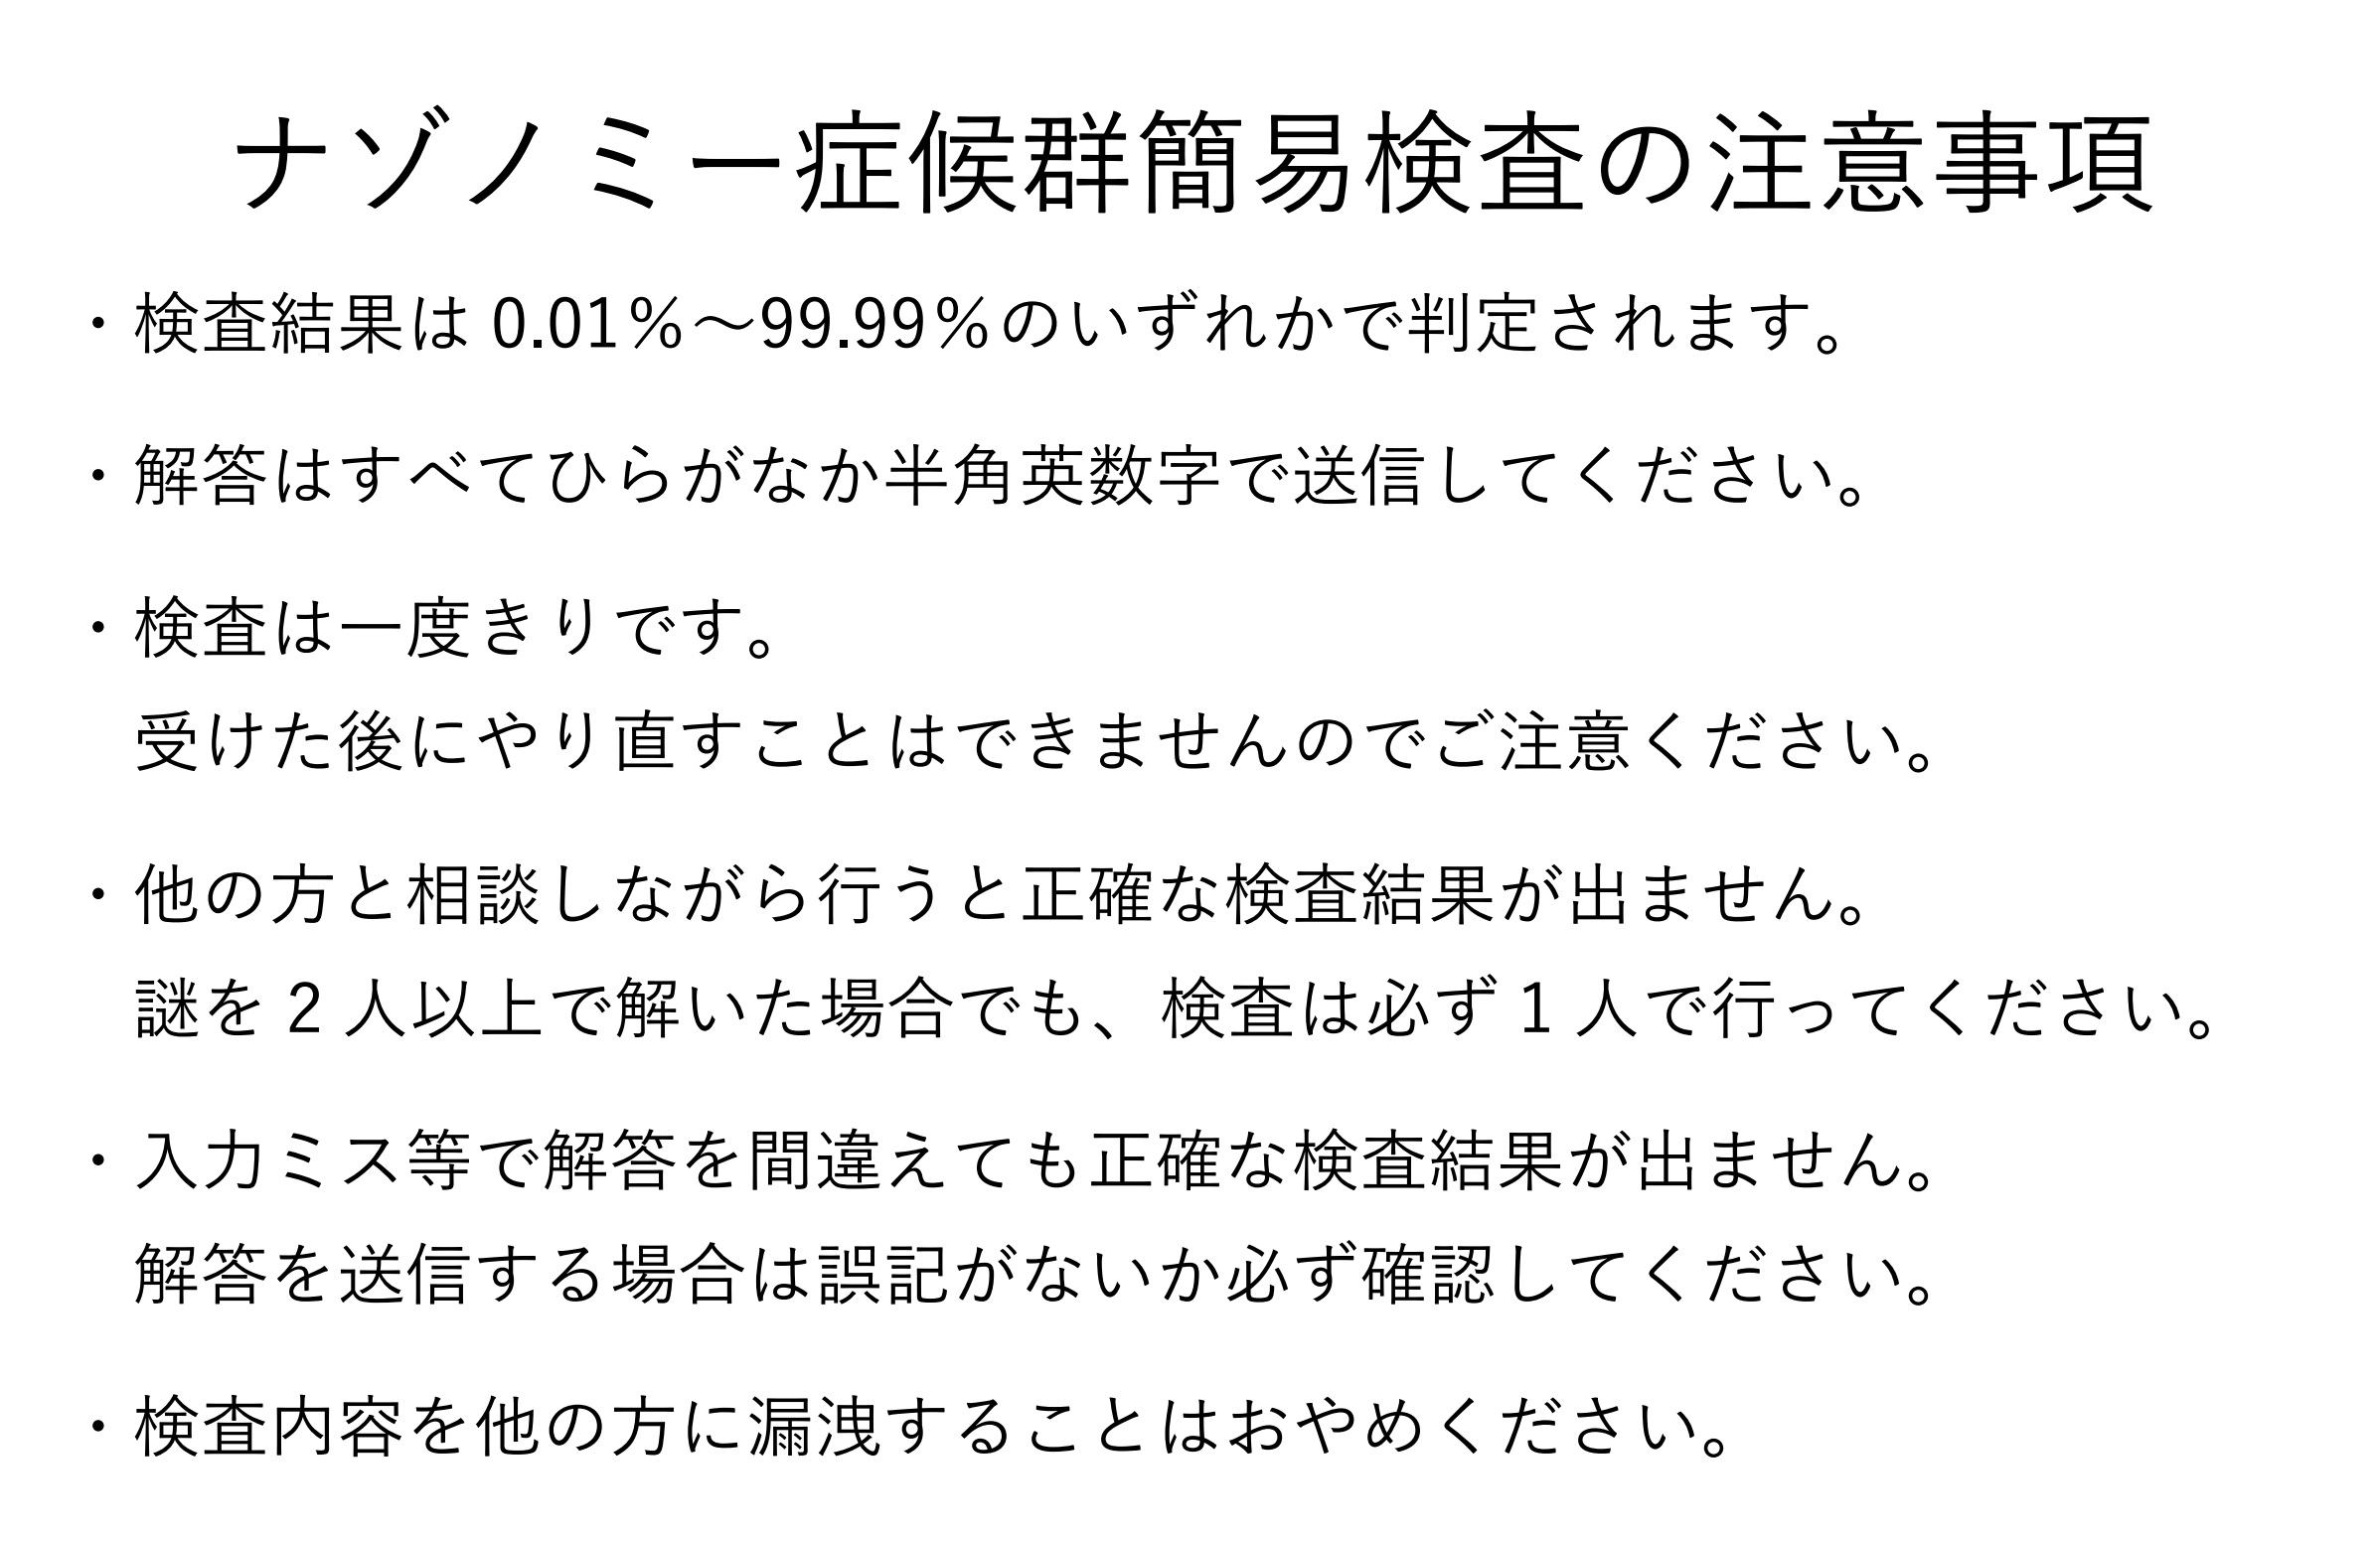 ナゾノミー症候群簡易検査の注意事項
・検査結果は 0.01%~99.99%のいずれかで判定されます。
・解答はすべてひらがなか半角英数字で送信してください。
・検査は一度きりです。
受けた後にやり直すことはできませんのでご注意ください。
・他の方と相談しながら行うと正確な検査結果が出ません。
謎を 2 人以上で解いた場合でも、検査は必ず 1 人で行ってください。
・入力ミス等で解答を間違えても正確な検査結果が出ません。
解答を送信する場合は誤記がないか必ず確認してください。
・検査内容を他の方に漏洩することはおやめください。